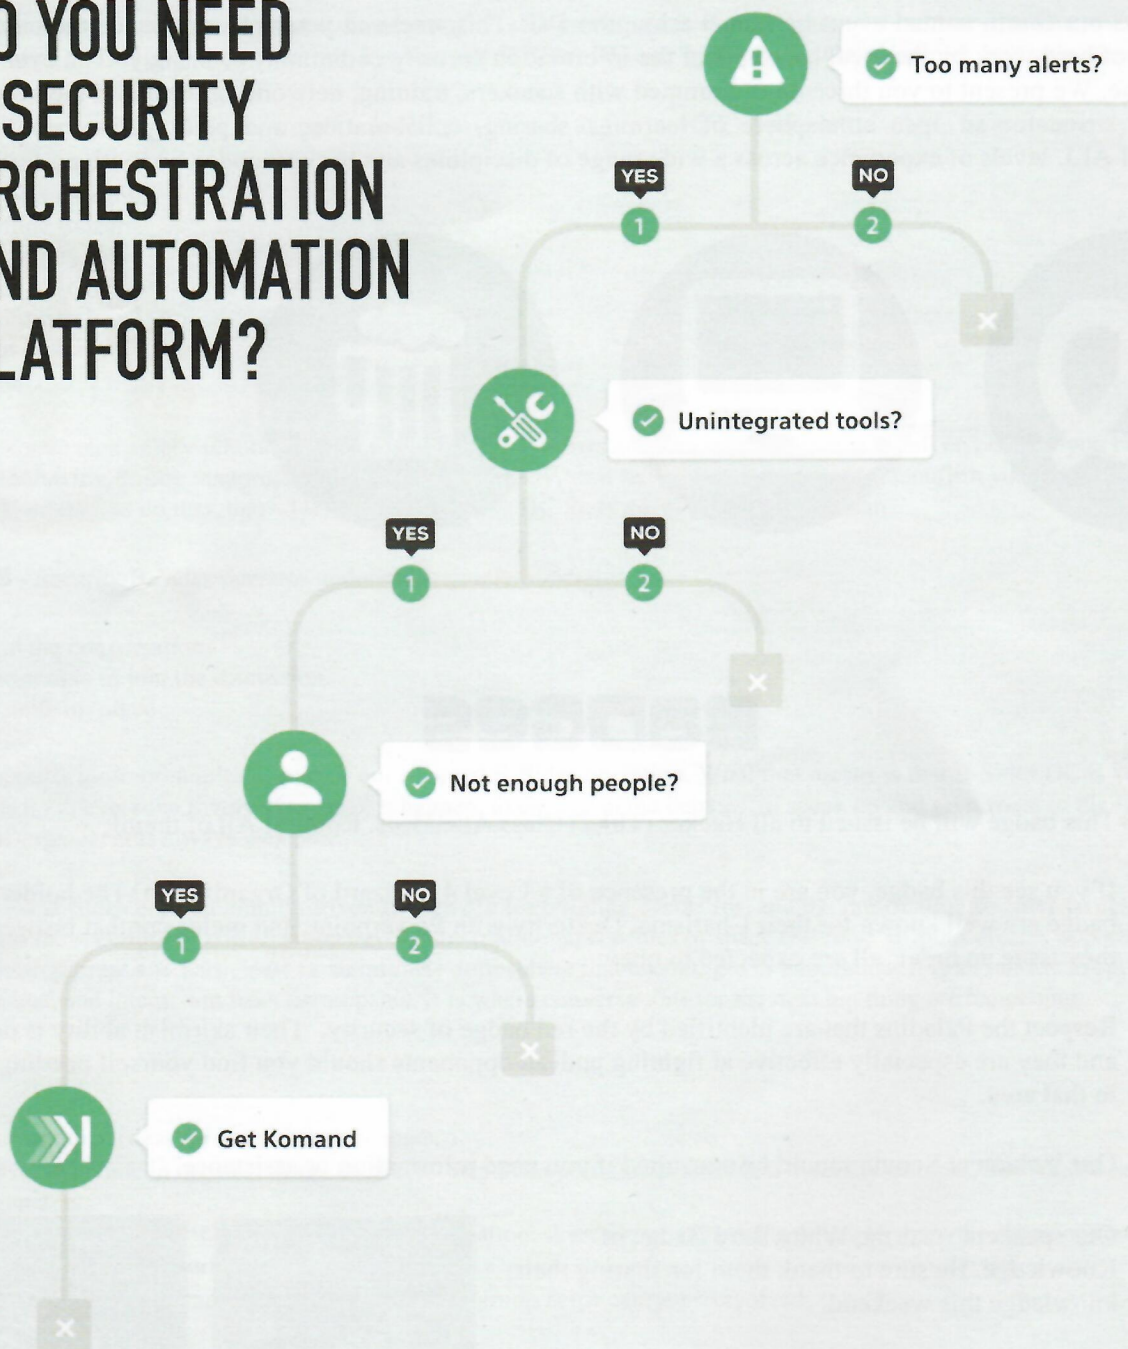 O YOU NEED
SECURITY
RCHESTRATION
ND AUTOMATION
LATFORM?
Too many alerts?
YES
NO
1
2
Unintegrated tools?
YES
NO
1
2
Not enough people?
YES
NO
1
2
Get Komand